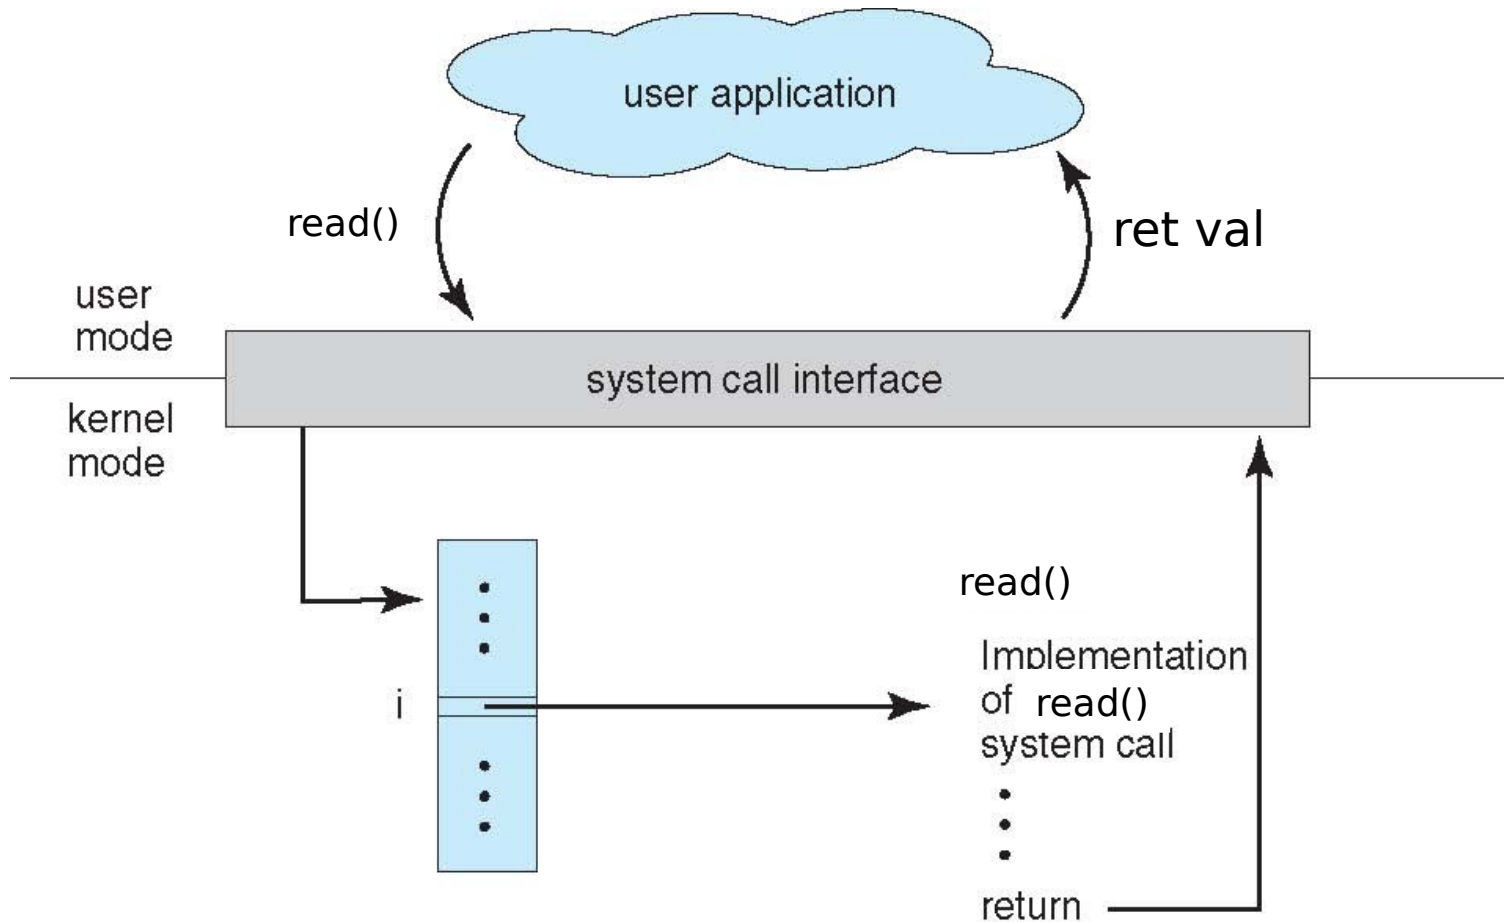 user application
read()
ret val
user
mode
system call interface
kernel
mode
i
read()
Implementation
of read()
system call
return